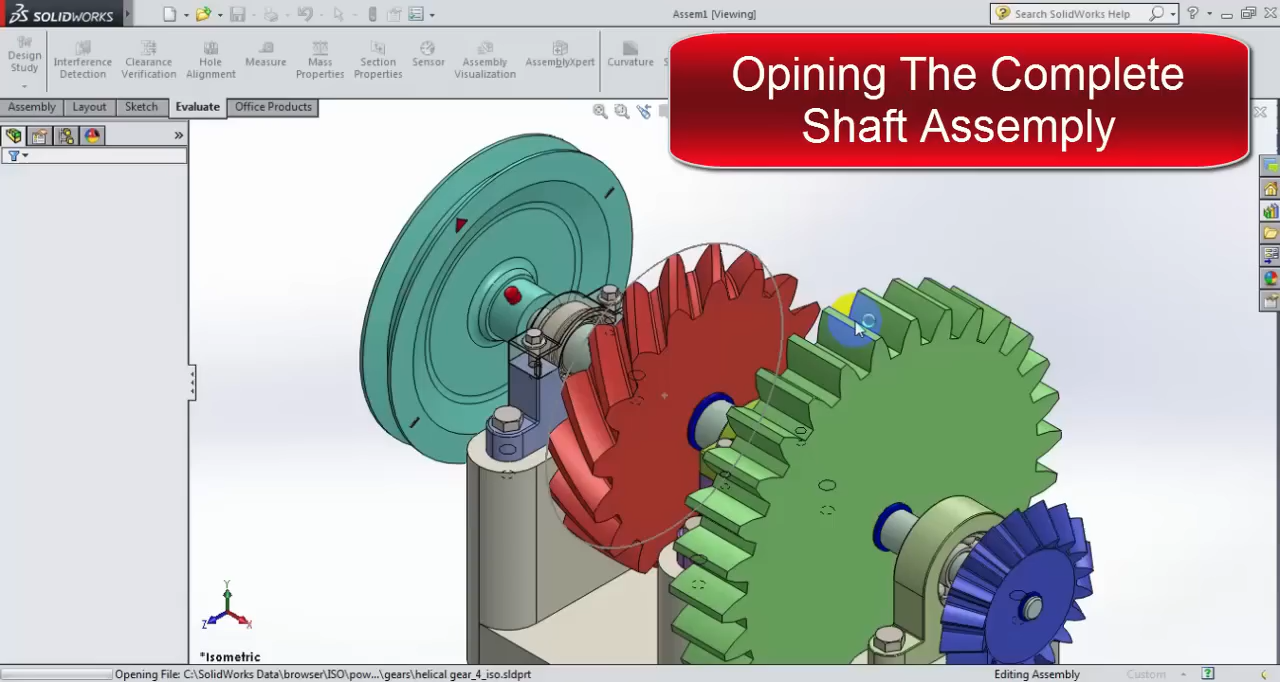 SOLIDWORKS
Assem1 [Viewing]
Search SolidWorks Help
Design Study
Interference Detection
Clearance Verification
Hole Alignment
Measure
Mass Properties
Section Properties
Sensor
Assembly Visualization
AssemblyXpert
Curvature
Opining The Complete
Shaft Assemply
Assembly
Layout
Sketch
Evaluate
Office Products
Y
Z
X
*Isometric
Opening File: C:\SolidWorks Data\browser\ISO\pow...\gears\helical gear_4_iso.sldprt
Editing Assembly
Custom